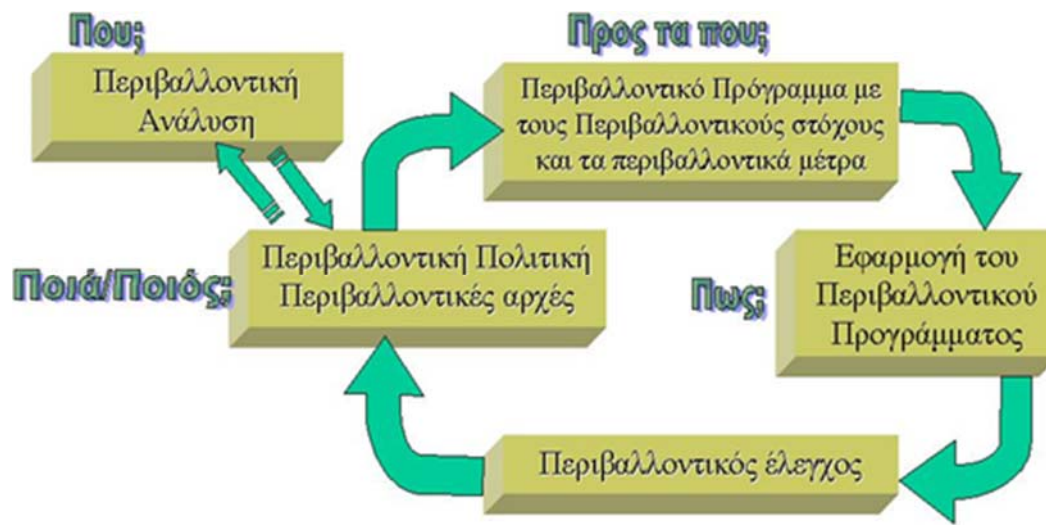 Που;
Περιβαλλοντική
Ανάλυση
Προς τα που;
Περιβαλλοντικό Πρόγραμμα με
τους Περιβαλλοντικούς στόχους
και τα περιβαλλοντικά μέτρα
Ποιά/Ποιός;
Περιβαλλοντική Πολιτική
Περιβαλλοντικές αρχές
Πως;
Εφαρμογή του
Περιβαλλοντικού
Προγράμματος
Περιβαλλοντικός έλεγχος